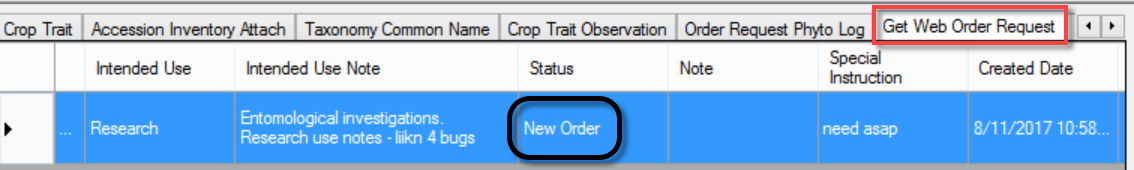 Crop Trait Accession Inventory Attach Taxonomy Common Name Crop Trait Observation Order Request Phyto Log Get Web Order Request
Intended Use Intended Use Note Status Note Special Instruction Created Date
... Research Entomological investigations. New Order need asap 8/11/2017 10:58...
Research use notes - liikn 4 bugs